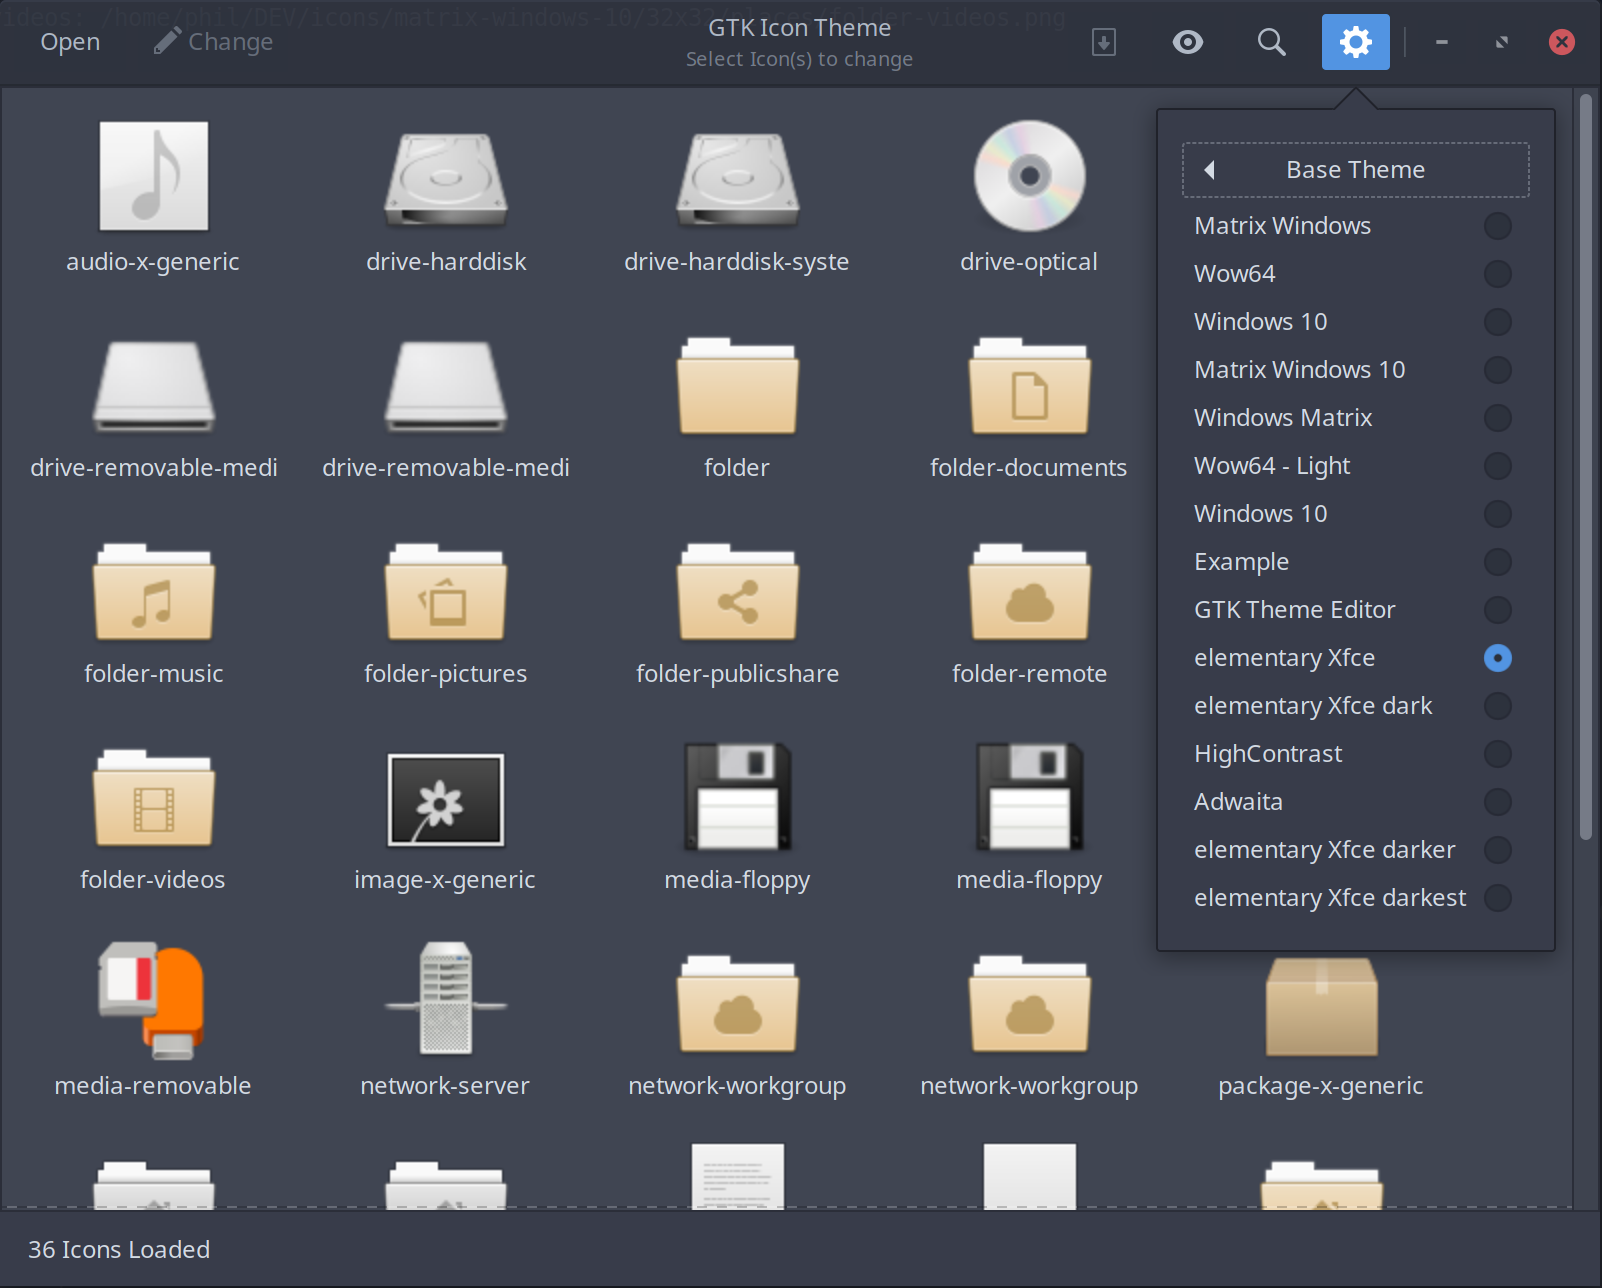 ideos: /home/phil/DEV/icons/matrix-windows-10/32x32/places/folder-videos.png
Open
Change
GTK Icon Theme
Select Icon(s) to change
Base Theme
Matrix Windows
Wow64
Windows 10
Matrix Windows 10
Windows Matrix
Wow64 - Light
Windows 10
Example
GTK Theme Editor
elementary Xfce
elementary Xfce dark
HighContrast
Adwaita
elementary Xfce darker
elementary Xfce darkest
audio-x-generic
drive-harddisk
drive-harddisk-syste
drive-optical
drive-removable-medi
drive-removable-medi
folder
folder-documents
folder-music
folder-pictures
folder-publicshare
folder-remote
folder-videos
image-x-generic
media-floppy
media-floppy
media-removable
network-server
network-workgroup
network-workgroup
package-x-generic
36 Icons Loaded